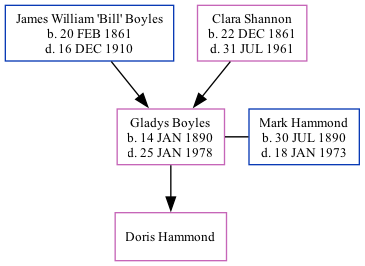 James William 'Bill' Boyles
b. 20 FEB 1861
d. 16 DEC 1910
Clara Shannon
b. 22 DEC 1861
d. 31 JUL 1961
Gladys Boyles
b. 14 JAN 1890
d. 25 JAN 1978
Mark Hammond
b. 30 JUL 1890
d. 18 JAN 1973
Doris Hammond